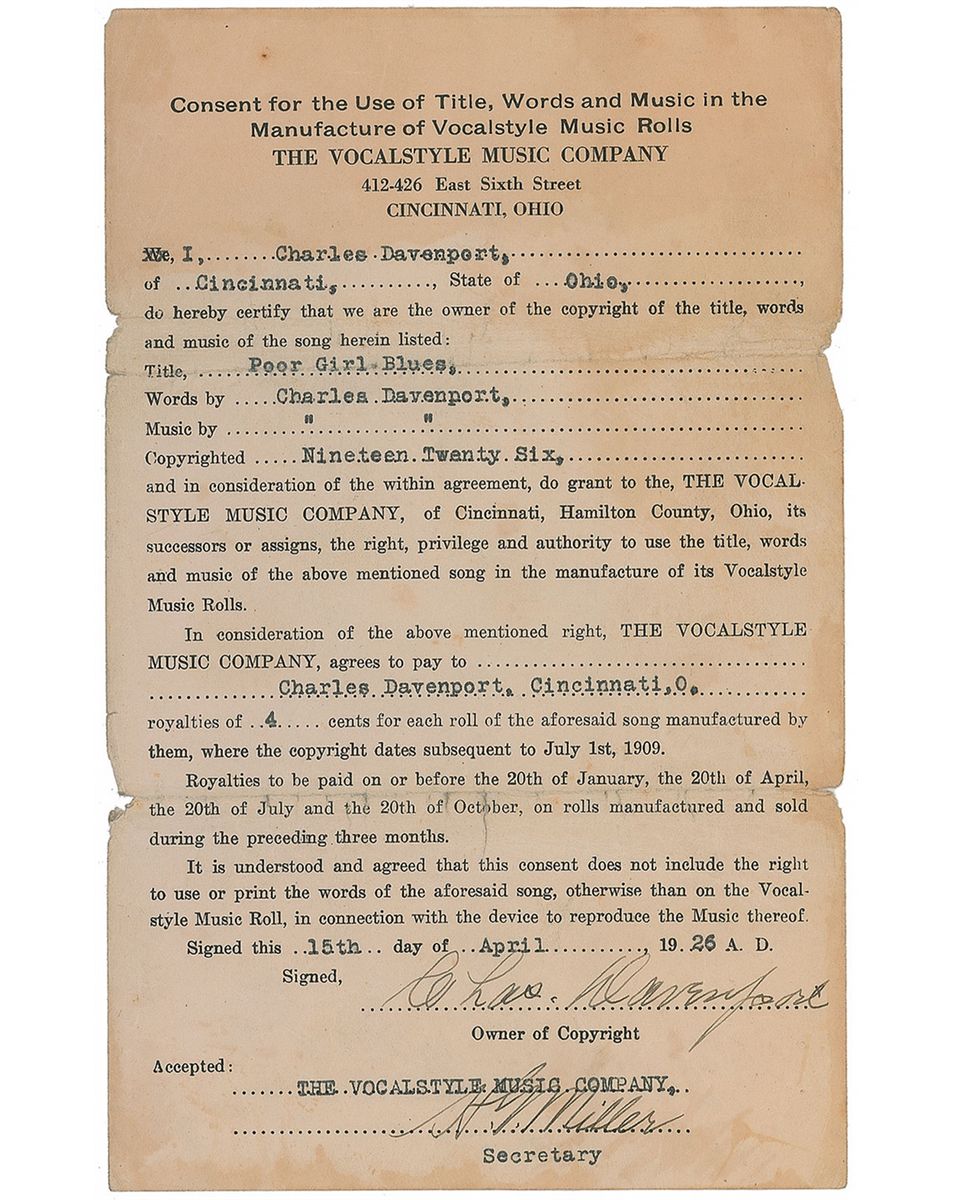 Consent for the Use of Title, Words and Music in the
Manufacture of Vocalstyle Music Rolls
THE VOCALSTYLE MUSIC COMPANY
412-426 East Sixth Street
CINCINNATI, OHIO
We, I, Charles Davenport,
of Cincinnati, State of Ohio,
do hereby certify that we are the owner of the copyright of the title, words
and music of the song herein listed:
Title, Poor Girl Blues,
Words by Charles Davenport,
Music by " "
Copyrighted Nineteen Twenty Six,
and in consideration of the within agreement, do grant to the, THE VOCAL-
STYLE MUSIC COMPANY, of Cincinnati, Hamilton County, Ohio, its
successors or assigns, the right, privilege and authority to use the title, words
and music of the above mentioned song in the manufacture of its Vocalstyle
Music Rolls.
In consideration of the above mentioned right, THE VOCALSTYLE
MUSIC COMPANY, agrees to pay to
Charles Davenport. Cincinnati,O.
royalties of 4 cents for each roll of the aforesaid song manufactured by
them, where the copyright dates subsequent to July 1st, 1909.
Royalties to be paid on or before the 20th of January, the 20th of April,
the 20th of July and the 20th of October, on rolls manufactured and sold
during the preceding three months.
It is understood and agreed that this consent does not include the right
to use or print the words of the aforesaid song, otherwise than on the Vocal-
style Music Roll, in connection with the device to reproduce the Music thereof.
Signed this 15th day of April, 19 26 A. D.
Signed,
Chas. Davenport
Owner of Copyright
Accepted:
THE VOCALSTYLE MUSIC COMPANY,
Miller
Secretary